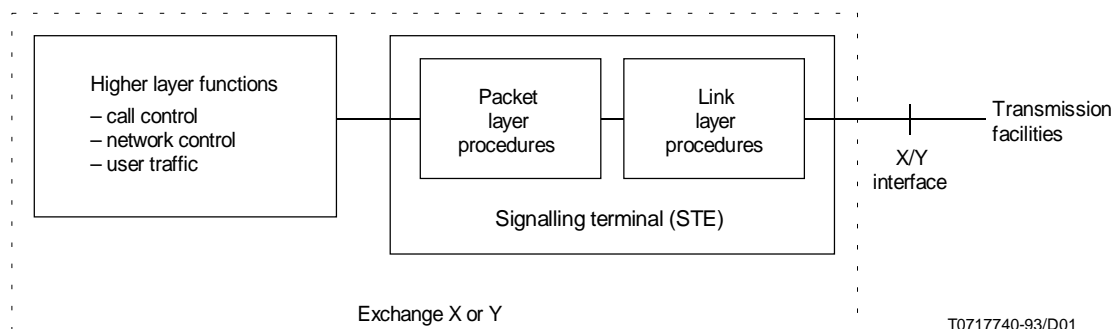 Higher layer functions
– call control
– network control
– user traffic
Packet
layer
procedures
Link
layer
procedures
Signalling terminal (STE)
X/Y
interface
Transmission
facilities
Exchange X or Y
T0717740-93/D01